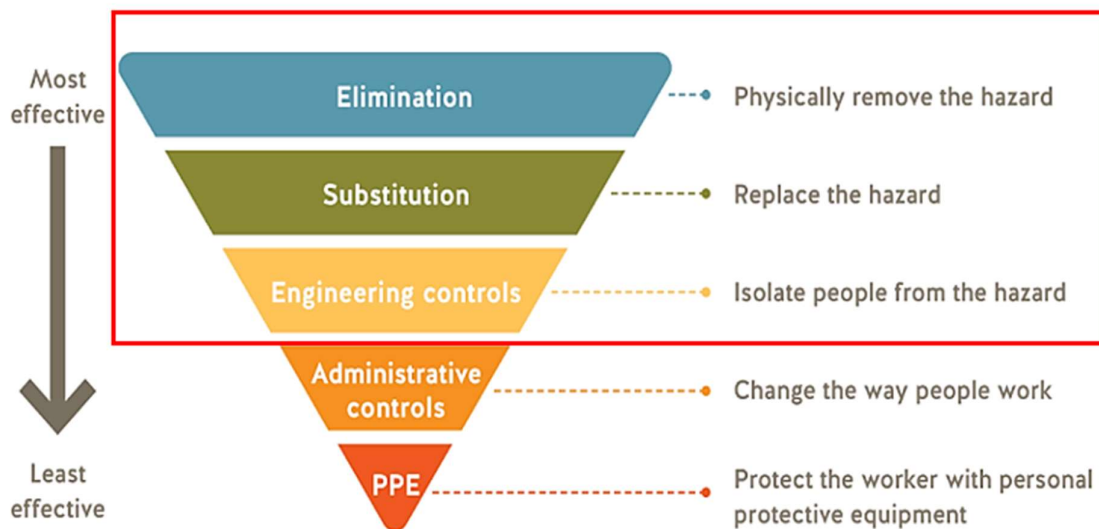 Most
effective
Elimination
Physically remove the hazard
Substitution
Replace the hazard
Engineering controls
Isolate people from the hazard
Administrative
controls
Change the way people work
Least
effective
PPE
Protect the worker with personal
protective equipment